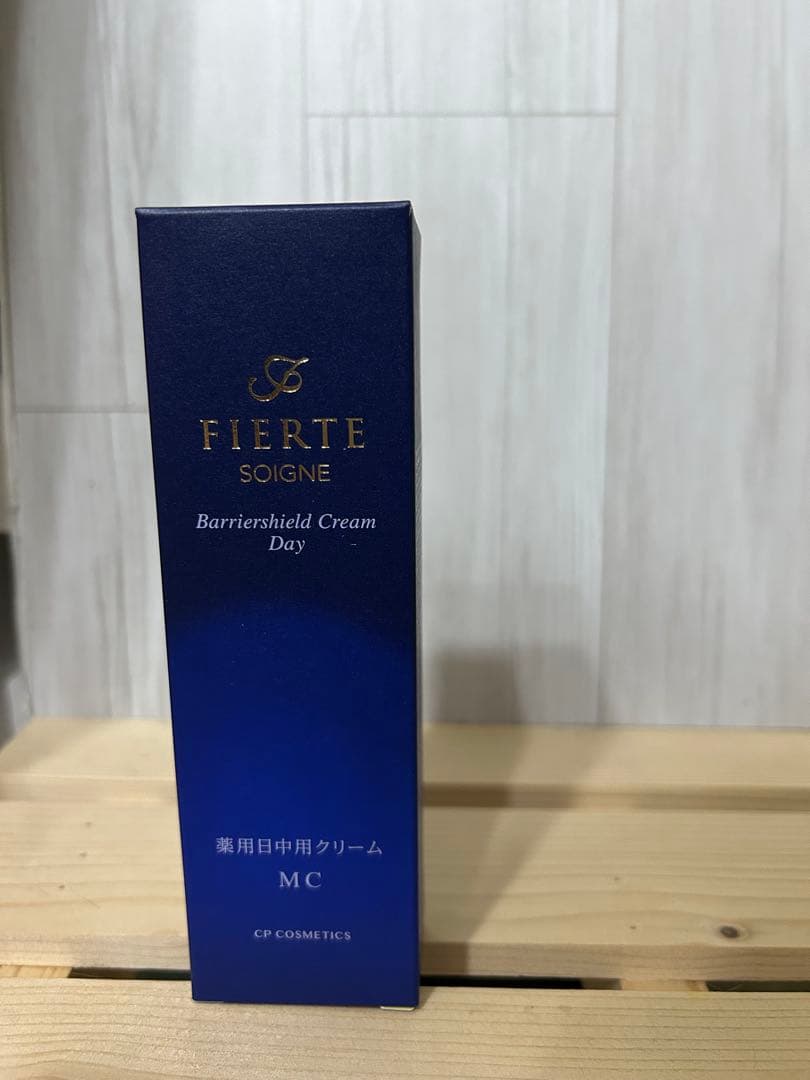 FIERTE
SOIGNE
Barriershield Cream
Day
薬用日中用クリーム
MC
CP COSMETICS